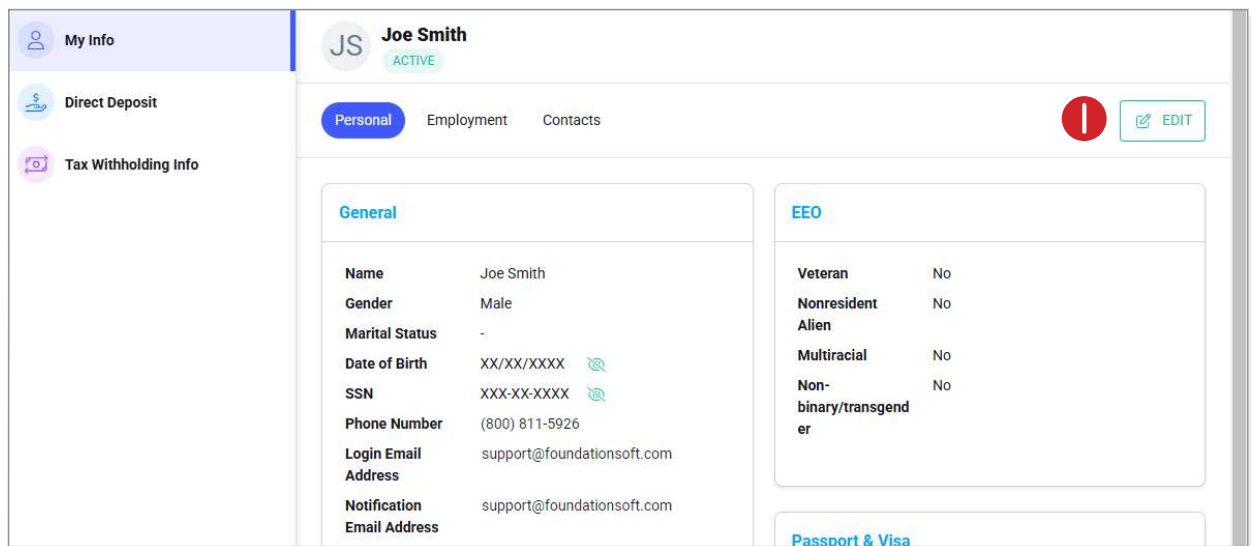 My Info
Direct Deposit
Tax Withholding Info
JS
Joe Smith
ACTIVE
Personal Employment Contacts
I
EDIT
General
Name Joe Smith
Gender Male
Marital Status -
Date of Birth XX/XX/XXXX
SSN XXX-XX-XXXX
Phone Number (800) 811-5926
Login Email support@foundationsoft.com
Address
Notification support@foundationsoft.com
Email Address
EEO
Veteran No
Nonresident No
Alien
Multiracial No
Non- No
binary/transgend
er
Passport & Visa